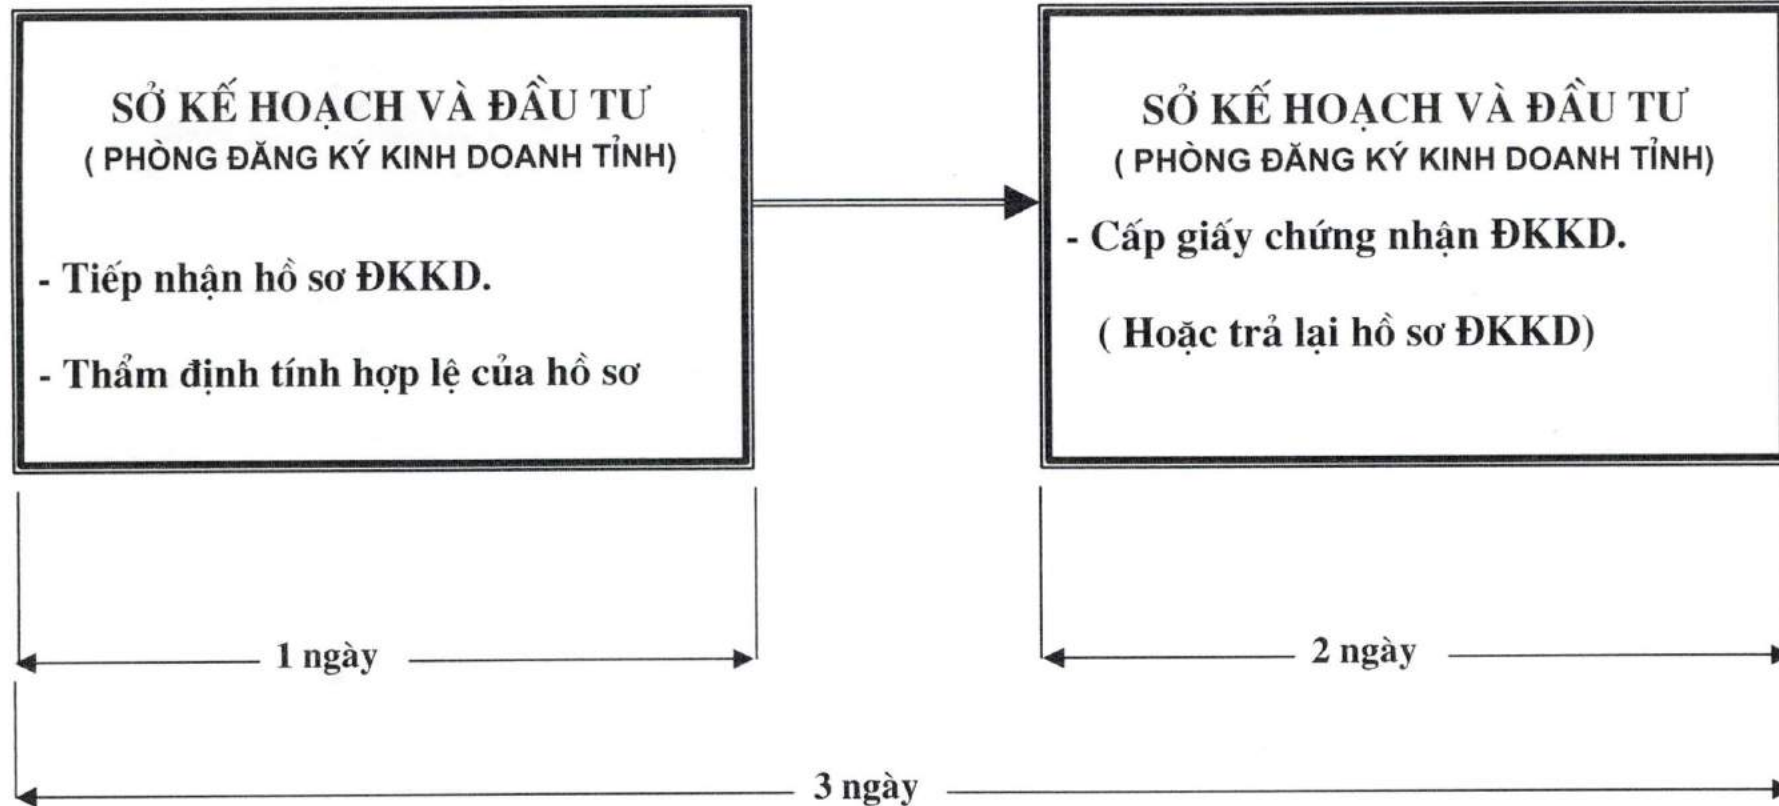 SỞ KẾ HOẠCH VÀ ĐẦU TƯ
( PHÒNG ĐĂNG KÝ KINH DOANH TỈNH)
- Tiếp nhận hồ sơ ĐKKD.
- Thẩm định tính hợp lệ của hồ sơ
SỞ KẾ HOẠCH VÀ ĐẦU TƯ
( PHÒNG ĐĂNG KÝ KINH DOANH TỈNH)
- Cấp giấy chứng nhận ĐKKD.
( Hoặc trả lại hồ sơ ĐKKD)
1 ngày
2 ngày
3 ngày